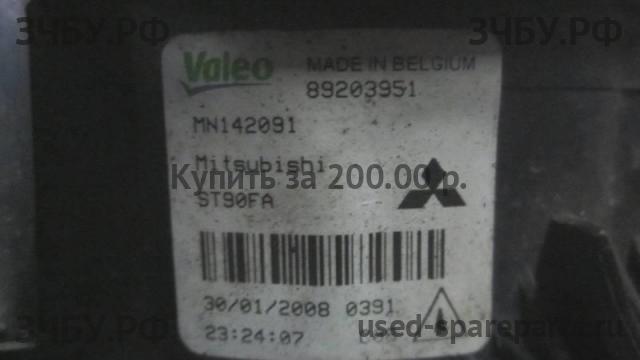 ЗЧБУ.РФ ЗЧБУ.РФ
Valeo MADE IN BELGIUM
89203951
MN142091
Mitsubishi
Купить за 200.00 р.
ST90FA
30/01/2008 0391
23:24:07
used-spareparts.ru
ЗЧБУ.РФ